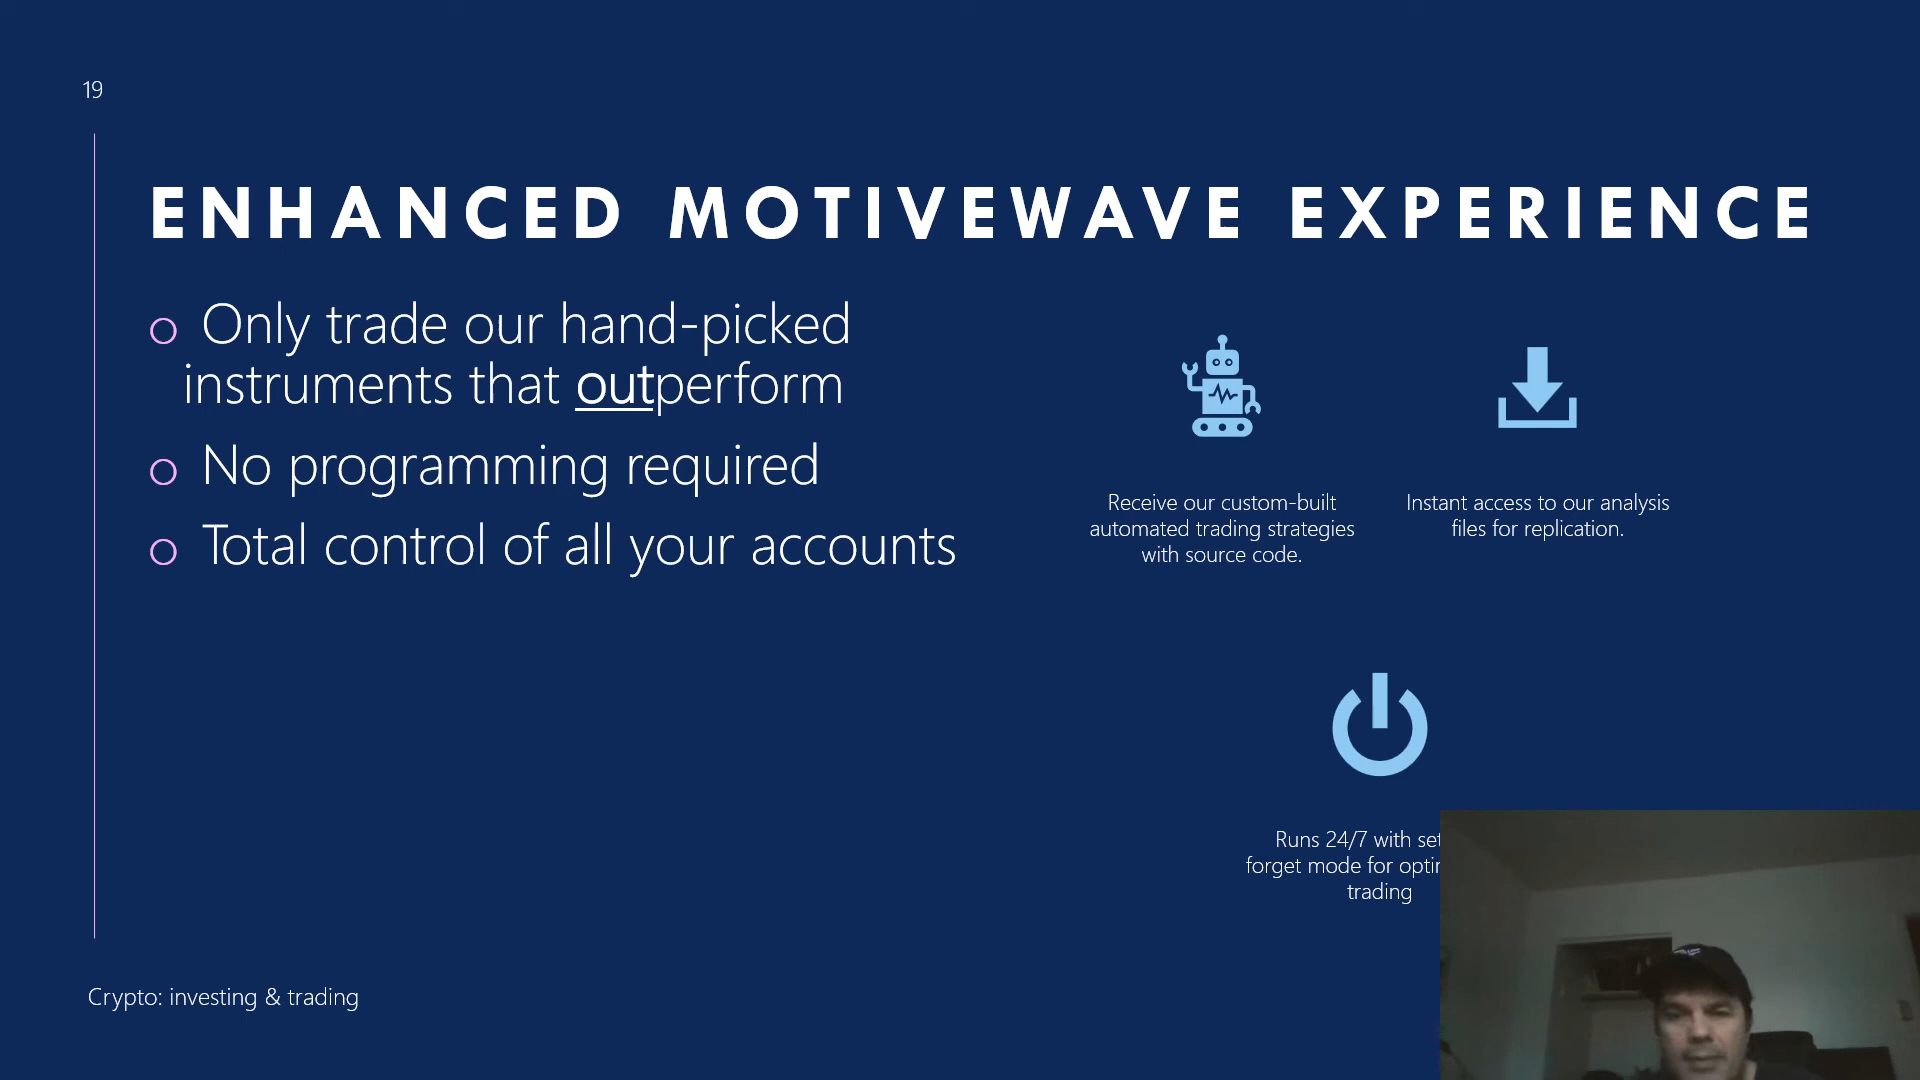 19
ENHANCED MOTIVEWAVE EXPERIENCE
Only trade our hand-picked
instruments that outperform
No programming required
Total control of all your accounts
Receive our custom-built
automated trading strategies
with source code.
Instant access to our analysis
files for replication.
Runs 24/7 with set
forget mode for
trading
Crypto: investing & trading